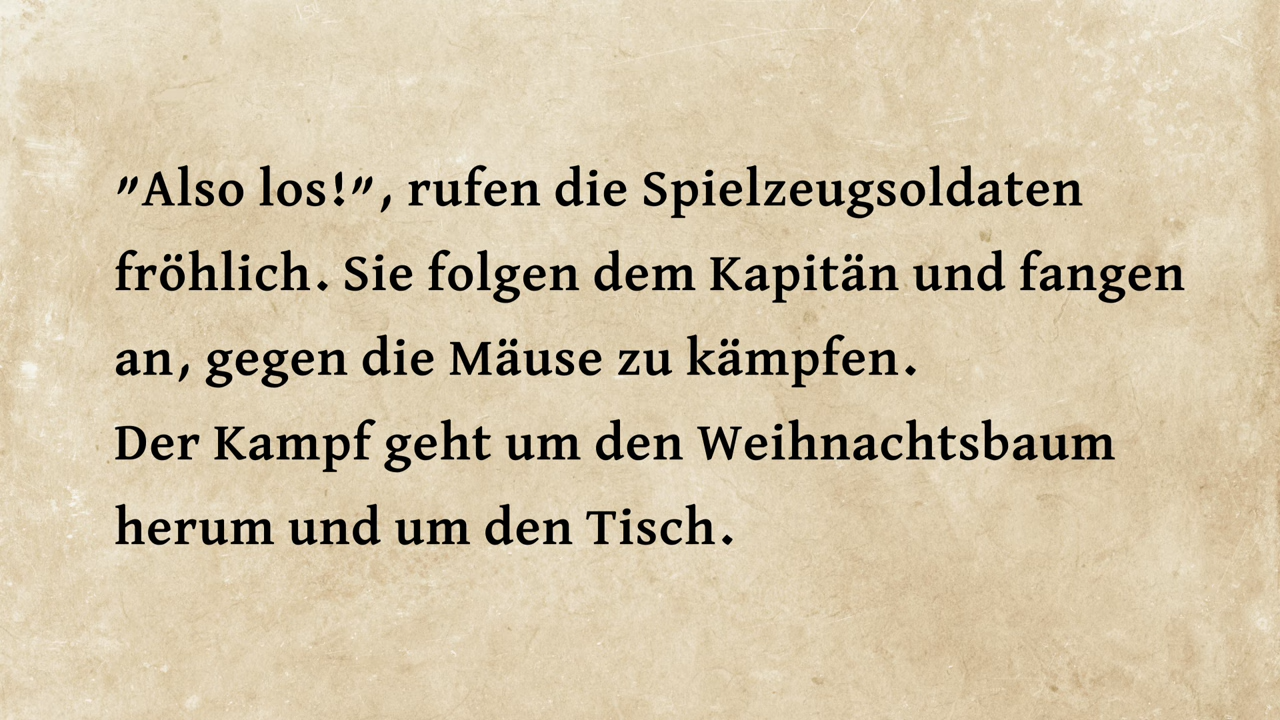 "Also los!", rufen die Spielzeugsoldaten
fröhlich. Sie folgen dem Kapitän und fangen
an, gegen die Mäuse zu kämpfen.
Der Kampf geht um den Weihnachtsbaum
herum und um den Tisch.